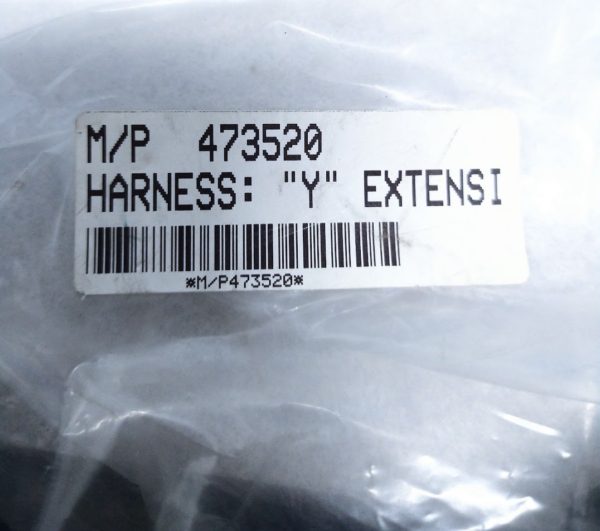 M/P 473520
HARNESS: "Y" EXTENSI
*M/P473520*